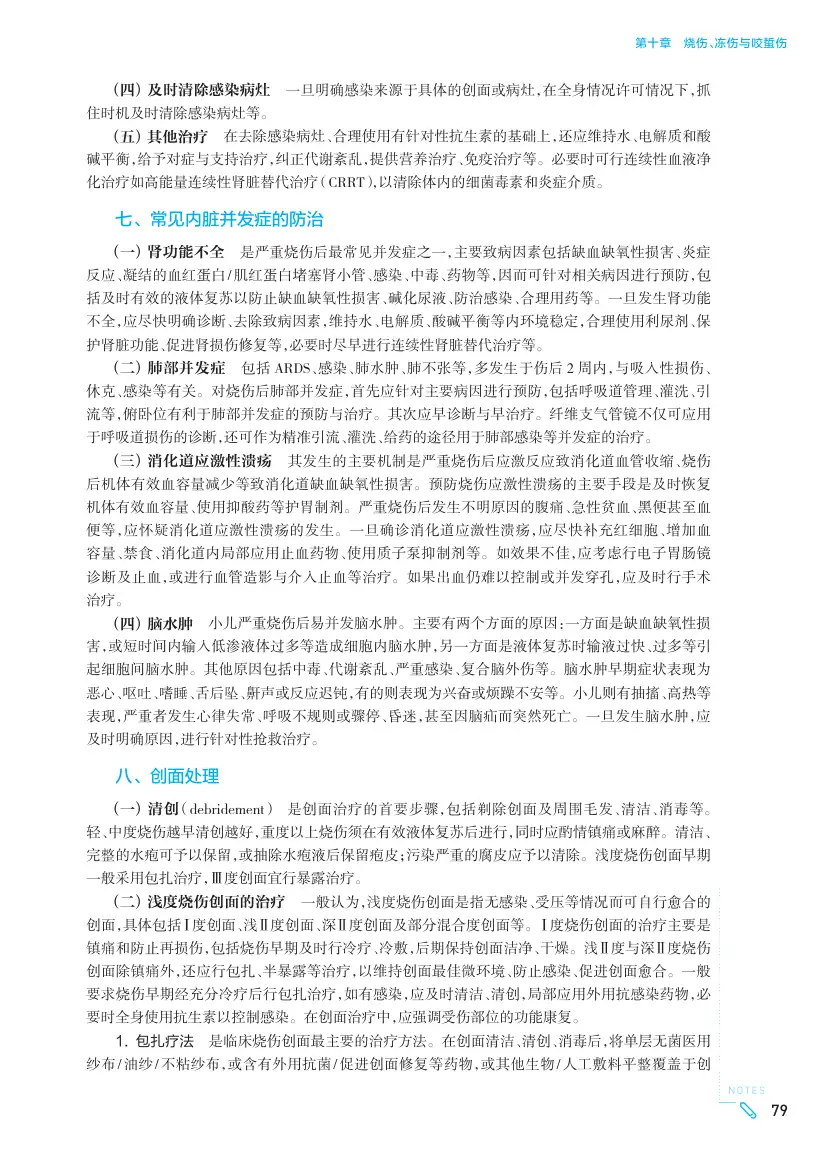 第十章 烧伤、冻伤与咬蜇伤
（四）及时清除感染病灶 一旦明确感染来源于具体的创面或病灶，在全身情况许可情况下，抓
住时机及时清除感染病灶等。
（五）其他治疗 在去除感染病灶、合理使用有针对性抗生素的基础上，还应维持水、电解质和酸
碱平衡，给予对症与支持治疗，纠正代谢紊乱，提供营养治疗、免疫治疗等。必要时可行连续性血液净
化治疗如高能量连续性肾脏替代治疗（CRRT），以清除体内的细菌毒素和炎症介质。
七、常见内脏并发症的防治
（一）肾功能不全 是严重烧伤后最常见并发症之一，主要致病因素包括缺血缺氧性损害、炎症
反应、凝结的血红蛋白/肌红蛋白堵塞肾小管、感染、中毒、药物等，因而可针对相关病因进行预防，包
括及时有效的液体复苏以防止缺血缺氧性损害、碱化尿液、防治感染、合理用药等。一旦发生肾功能
不全，应尽快明确诊断、去除致病因素，维持水、电解质、酸碱平衡等内环境稳定，合理使用利尿剂、保
护肾脏功能、促进肾损伤修复等，必要时尽早进行连续性肾脏替代治疗等。
（二）肺部并发症 包括 ARDS、感染、肺水肿、肺不张等，多发生于伤后 2 周内，与吸入性损伤、
休克、感染等有关。对烧伤后肺部并发症，首先应针对主要病因进行预防，包括呼吸道管理、灌洗、引
流等，俯卧位有利于肺部并发症的预防与治疗。其次应早诊断与早治疗。纤维支气管镜不仅可应用
于呼吸道损伤的诊断，还可作为精准引流、灌洗、给药的途径用于肺部感染等并发症的治疗。
（三）消化道应激性溃疡 其发生的主要机制是严重烧伤后应激反应致消化道血管收缩、烧伤
后机体有效血容量减少等致消化道缺血缺氧性损害。预防烧伤应激性溃疡的主要手段是及时恢复
机体有效血容量、使用抑酸药等护胃制剂。严重烧伤后发生不明原因的腹痛、急性贫血、黑便甚至血
便等，应怀疑消化道应激性溃疡的发生。一旦确诊消化道应激性溃疡，应尽快补充红细胞、增加血
容量、禁食、消化道内局部应用止血药物、使用质子泵抑制剂等。如效果不佳，应考虑行电子胃肠镜
诊断及止血，或进行血管造影与介入止血等治疗。如果出血仍难以控制或并发穿孔，应及时行手术
治疗。
（四）脑水肿 小儿严重烧伤后易并发脑水肿。主要有两个方面的原因：一方面是缺血缺氧性损
害，或短时间内输入低渗液体过多等造成细胞内脑水肿，另一方面是液体复苏时输液过快、过多等引
起细胞间脑水肿。其他原因包括中毒、代谢紊乱、严重感染、复合脑外伤等。脑水肿早期症状表现为
恶心、呕吐、嗜睡、舌后坠、鼾声或反应迟钝，有的则表现为兴奋或烦躁不安等。小儿则有抽搐、高热等
表现，严重者发生心律失常、呼吸不规则或骤停、昏迷，甚至因脑疝而突然死亡。一旦发生脑水肿，应
及时明确原因，进行针对性抢救治疗。
八、创面处理
（一）清创（debridement） 是创面治疗的首要步骤，包括剃除创面及周围毛发、清洁、消毒等。
轻、中度烧伤越早清创越好，重度以上烧伤须在有效液体复苏后进行，同时应酌情镇痛或麻醉。清洁、
完整的水疱可予以保留，或抽除水疱液后保留疱皮；污染严重的腐皮应予以清除。浅度烧伤创面早期
一般采用包扎治疗，Ⅲ度创面宜行暴露治疗。
（二）浅度烧伤创面的治疗 一般认为，浅度烧伤创面是指无感染、受压等情况而可自行愈合的
创面，具体包括Ⅰ度创面、浅Ⅱ度创面、深Ⅱ度创面及部分混合度创面等。Ⅰ度烧伤创面的治疗主要是
镇痛和防止再损伤，包括烧伤早期及时行冷疗、冷敷，后期保持创面洁净、干燥。浅Ⅱ度与深Ⅱ度烧伤
创面除镇痛外，还应行包扎、半暴露等治疗，以维持创面最佳微环境、防止感染、促进创面愈合。一般
要求烧伤早期经充分冷疗后行包扎治疗，如有感染，应及时清洁、清创，局部应用外用抗感染药物，必
要时全身使用抗生素以控制感染。在创面治疗中，应强调受伤部位的功能康复。
1. 包扎疗法 是临床烧伤创面最主要的治疗方法。在创面清洁、清创、消毒后，将单层无菌医用
纱布/油纱/不粘纱布，或含有外用抗菌/促进创面修复等药物，或其他生物/人工敷料平整覆盖于创
NOTES
79